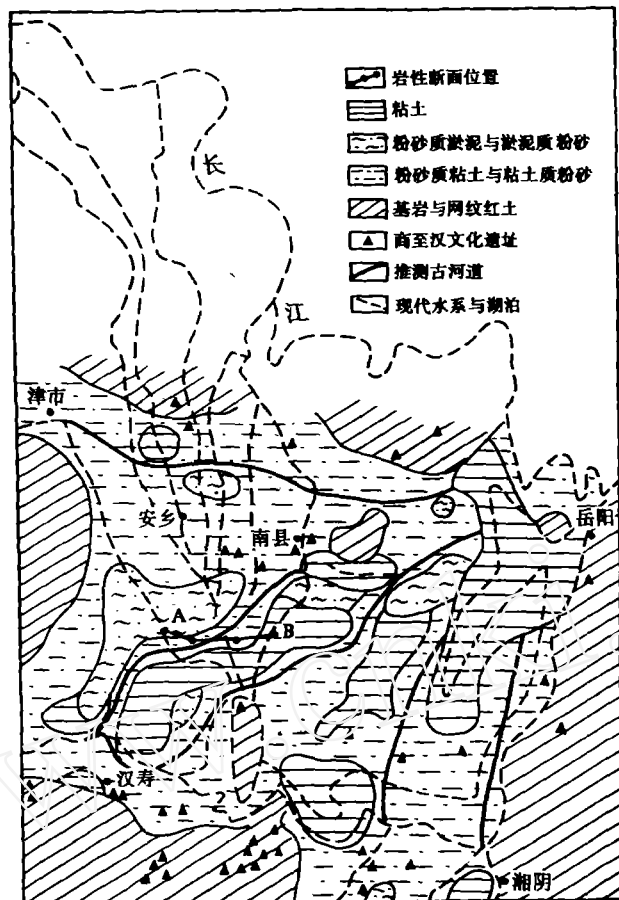 岩性断面位置
粘土
粉砂质淤泥与淤泥质粉砂
粉砂质粘土与粘土质粉砂
基岩与网纹红土
商至汉文化遗址
推测古河道
现代水系与湖泊
长
江
津市
岳阳
安乡
南县
A
B
汉寿
湘阴